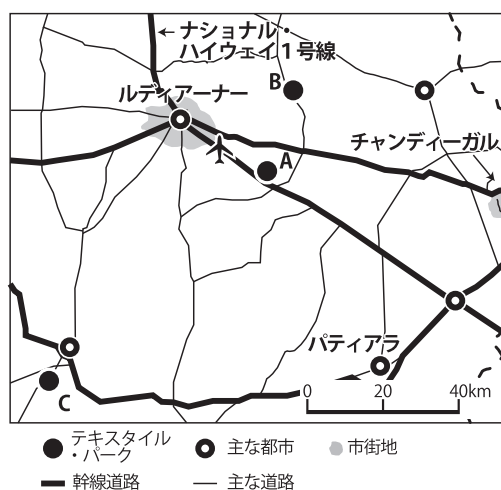 ナショナル・
ハイウェイ1号線
ルディアーナー
B
チャンディーガル
A
パティアラ
C
0 20 40km
テキスタイル
・パーク
主な都市
市街地
幹線道路
主な道路